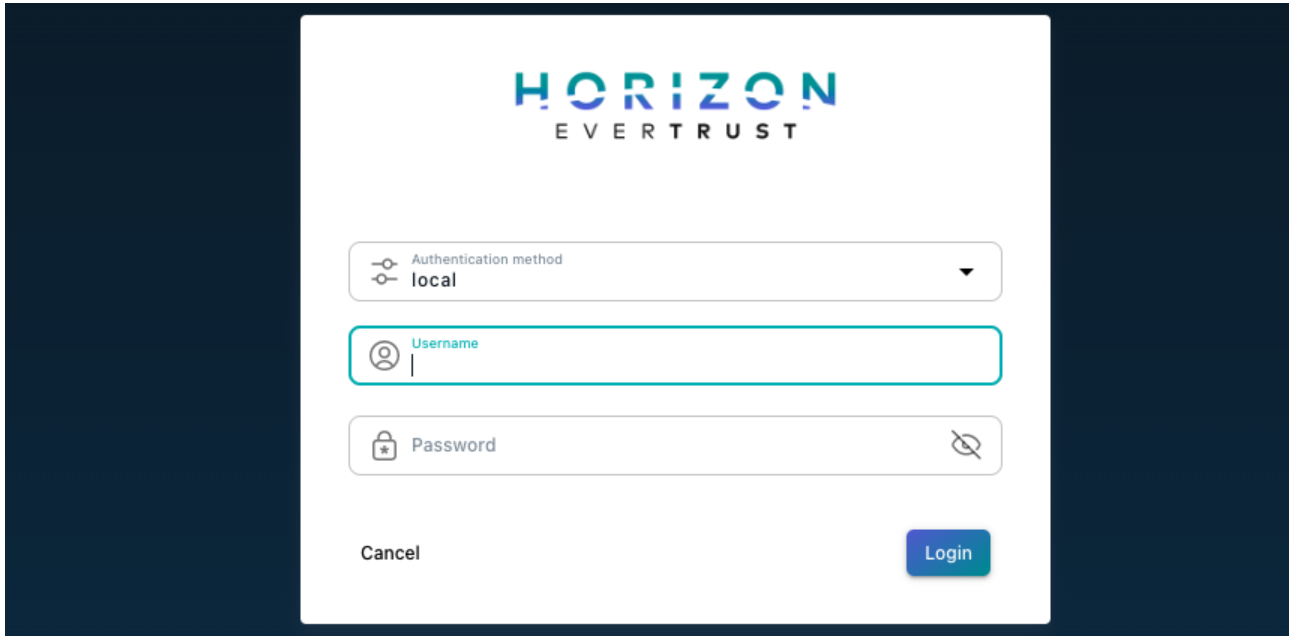 HORIZON
EVERTRUST
Authentication method
local
Username
Password
Cancel
Login